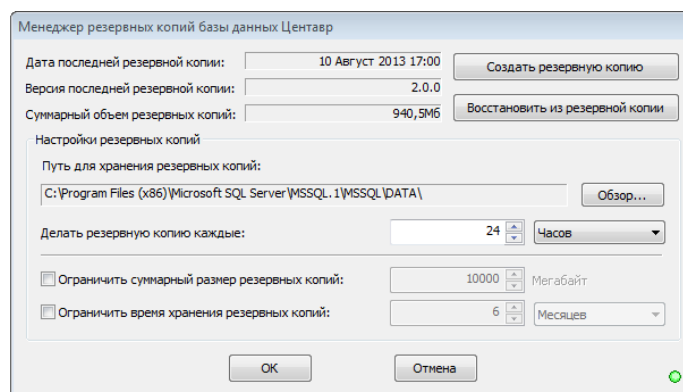 Менеджер резервных копий базы данных Центавр
Дата последней резервной копии: 10 Август 2013 17:00 Создать резервную копию
Версия последней резервной копии: 2.0.0
Суммарный объем резервных копий: 940,5Мб Восстановить из резервной копии
Настройки резервных копий
Путь для хранения резервных копий:
C:\Program Files (x86)\Microsoft SQL Server\MSSQL.1\MSSQL\DATA\ Обзор...
Делать резервную копию каждые: 24 Часов
Ограничить суммарный размер резервных копий: 10000 Мегабайт
Ограничить время хранения резервных копий: 6 Месяцев
OK Отмена